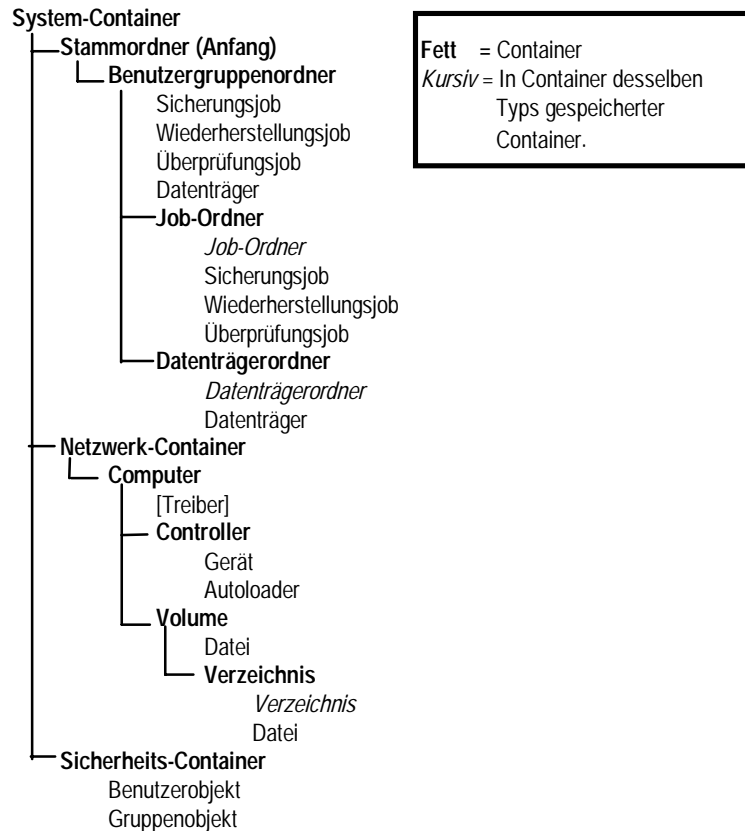 System-Container
Stammordner (Anfang)
Benutzergruppenordner
Sicherungsjob
Wiederherstellungsjob
Überprüfungsjob
Datenträger
Job-Ordner
Job-Ordner
Sicherungsjob
Wiederherstellungsjob
Überprüfungsjob
Datenträgerordner
Datenträgerordner
Datenträger
Netzwerk-Container
Computer
[Treiber]
Controller
Gerät
Autoloader
Volume
Datei
Verzeichnis
Verzeichnis
Datei
Sicherheits-Container
Benutzerobjekt
Gruppenobjekt
Fett = Container
Kursiv = In Container desselben
Typs gespeicherter
Container.